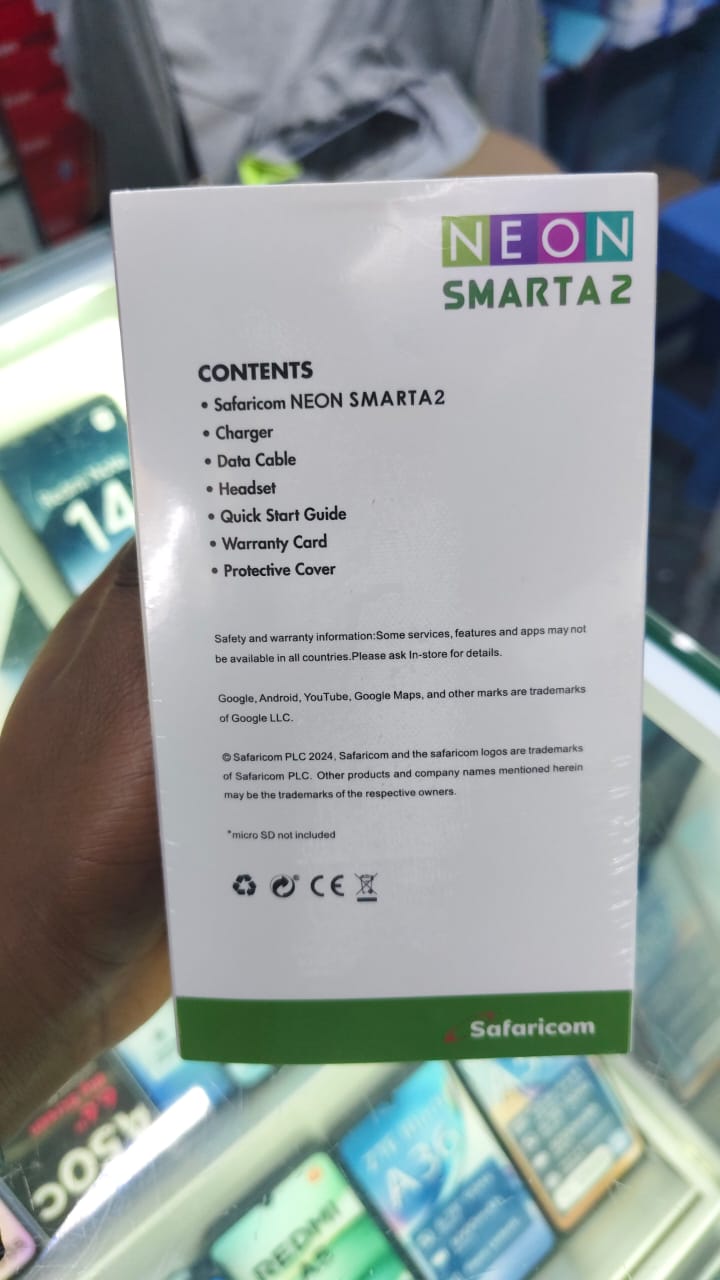 NEON
SMARTA 2
CONTENTS
• Safaricom NEON SMARTA2
• Charger
• Data Cable
• Headset
• Quick Start Guide
• Warranty Card
• Protective Cover
Safety and warranty information:Some services, features and apps may not
be available in all countries.Please ask In-store for details.
Google, Android, YouTube, Google Maps, and other marks are trademarks
of Google LLC.
© Safaricom PLC 2024, Safaricom and the safaricom logos are trademarks
of Safaricom PLC. Other products and company names mentioned herein
may be the trademarks of the respective owners.
*micro SD not included
CE
Safaricom
14
A50C
A36
REDMI